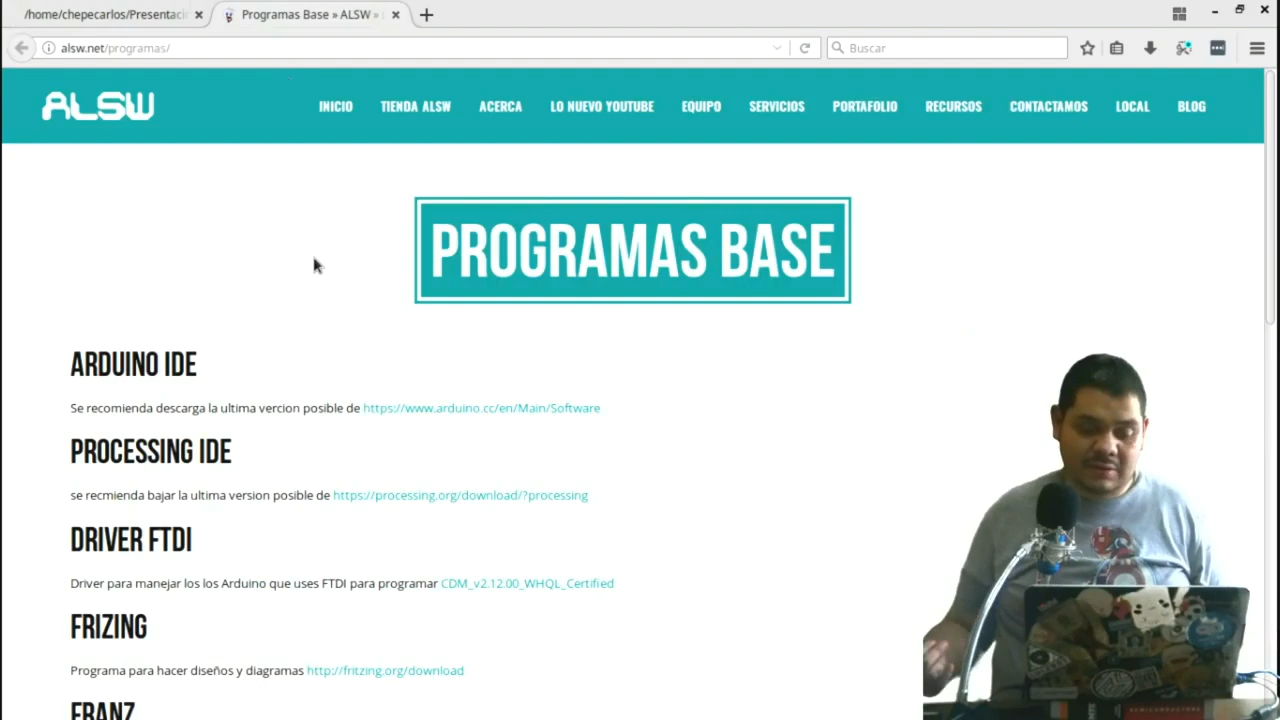 /home/chepecarlos/Presentaci
Programas Base » ALSW »
alsw.net/programas/
Buscar
ALSW
INICIO
TIENDA ALSW
ACERCA
LO NUEVO YOUTUBE
EQUIPO
SERVICIOS
PORTAFOLIO
RECURSOS
CONTACTAMOS
LOCAL
BLOG
PROGRAMAS BASE
ARDUINO IDE
Se recomienda descarga la ultima vercion posible de https://www.arduino.cc/en/Main/Software
PROCESSING IDE
se recmienda bajar la ultima version posible de https://processing.org/download/?processing
DRIVER FTDI
Driver para manejar los los Arduino que uses FTDI para programar CDM_v2.12.00_WHQL_Certified
FRIZING
Programa para hacer diseños y diagramas http://fritzing.org/download
FRANZ